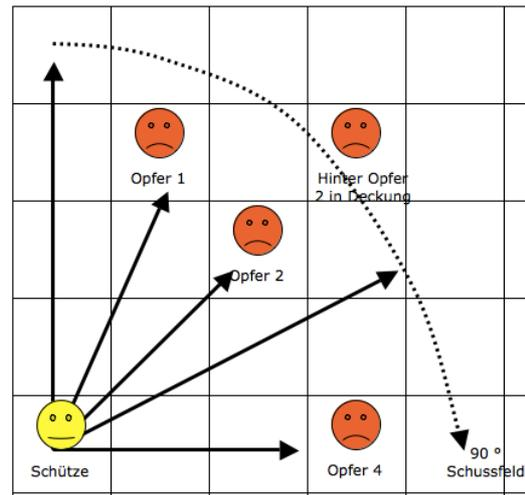 Opfer 1
Hinter Opfer
2 in Deckung
Opfer 2
Schütze
Opfer 4
90 °
Schussfeld